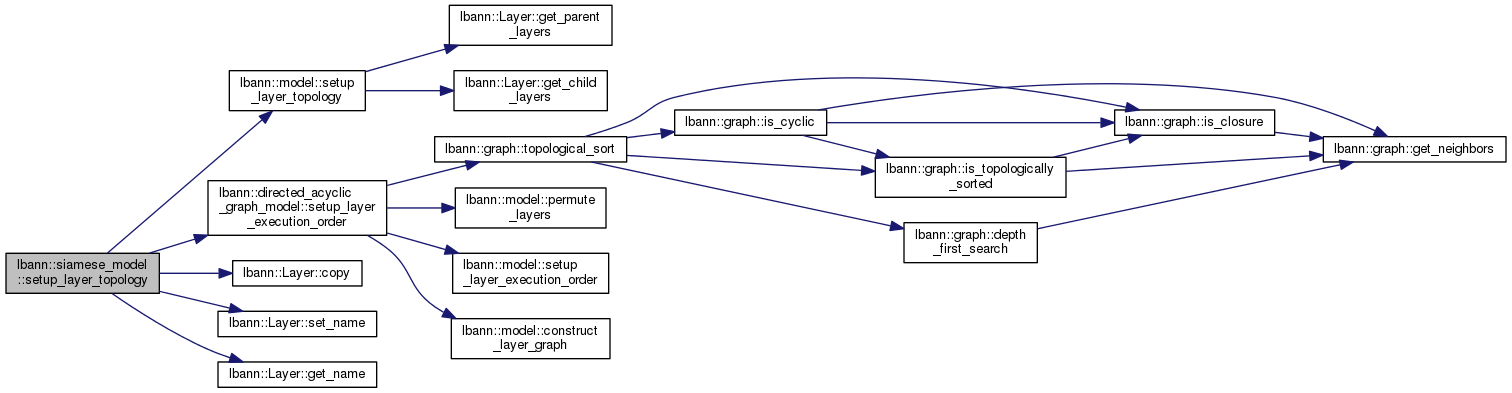 lbann::siamese_model
::setup_layer_topology
lbann::model::setup
_layer_topology
lbann::Layer::get_parent
_layers
lbann::Layer::get_child
_layers
lbann::directed_acyclic
_graph_model::setup_layer
_execution_order
lbann::graph::topological_sort
lbann::graph::is_cyclic
lbann::graph::is_closure
lbann::graph::get_neighbors
lbann::graph::is_topologically
_sorted
lbann::graph::depth
_first_search
lbann::model::permute
_layers
lbann::model::setup
_layer_execution_order
lbann::model::construct
_layer_graph
lbann::Layer::copy
lbann::Layer::set_name
lbann::Layer::get_name